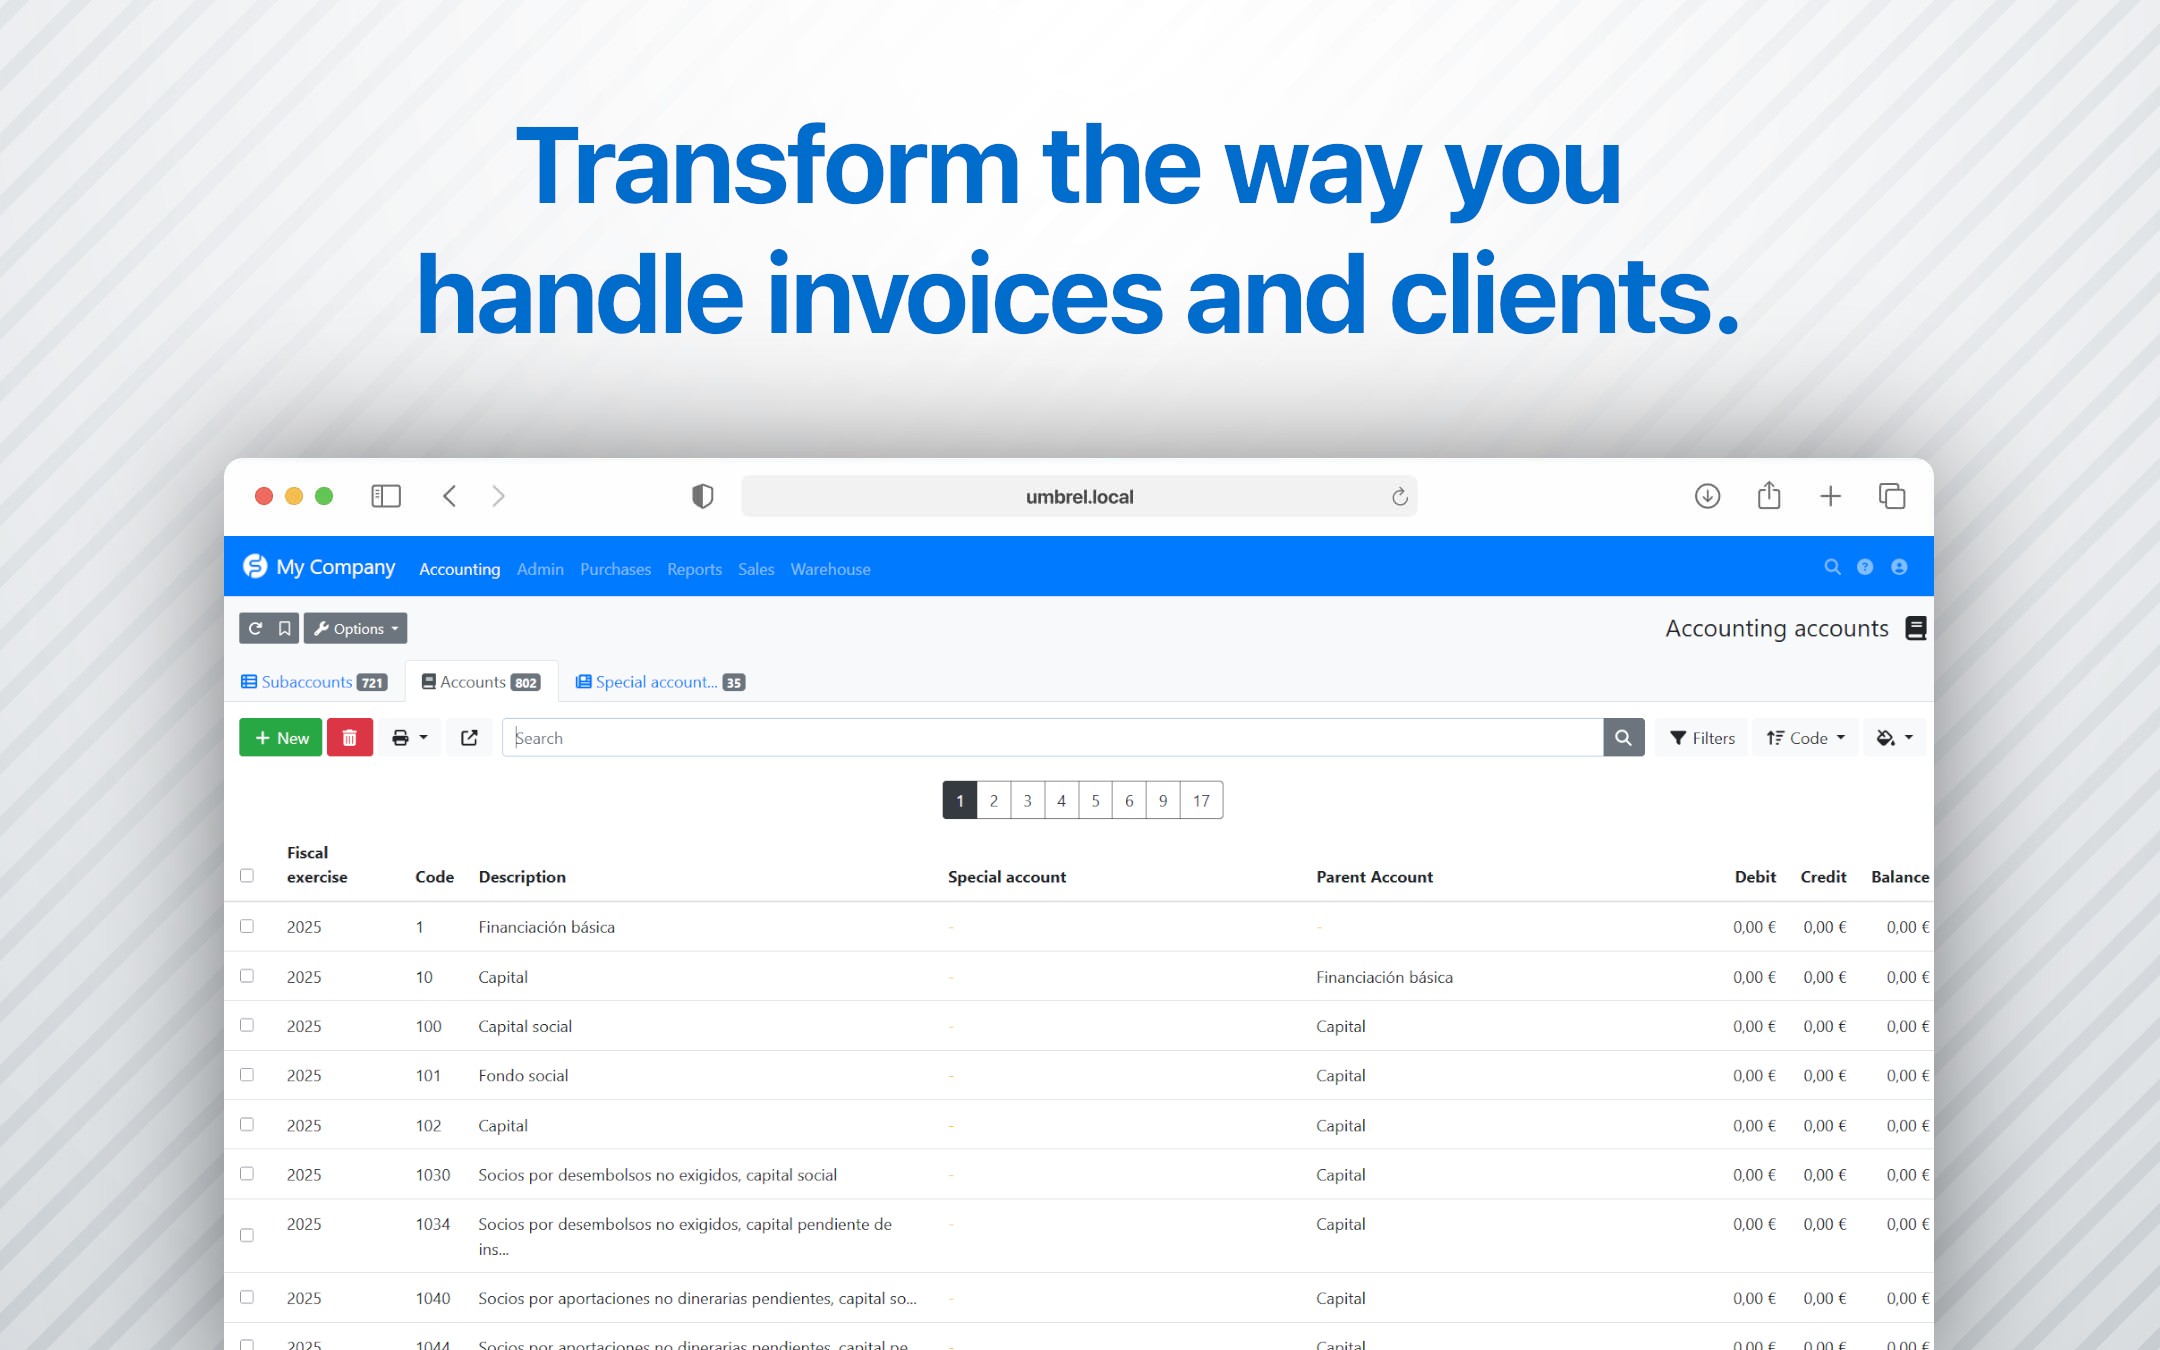 Transform the way you
handle invoices and clients.
umbrel.local
My Company Accounting Admin Purchases Reports Sales Warehouse
Options Accounting accounts
Subaccounts 721 Accounts 802 Special account... 35
New Search Filters Code
1 2 3 4 5 6 9 17
Fiscal
exercise Code Description Special account Parent Account Debit Credit Balance
2025 1 Financiación básica - - 0,00 € 0,00 € 0,00 €
2025 10 Capital - Financiación básica 0,00 € 0,00 € 0,00 €
2025 100 Capital social - Capital 0,00 € 0,00 € 0,00 €
2025 101 Fondo social - Capital 0,00 € 0,00 € 0,00 €
2025 102 Capital - Capital 0,00 € 0,00 € 0,00 €
2025 1030 Socios por desembolsos no exigidos, capital social - Capital 0,00 € 0,00 € 0,00 €
2025 1034 Socios por desembolsos no exigidos, capital pendiente de - Capital 0,00 € 0,00 € 0,00 €
ins...
2025 1040 Socios por aportaciones no dinerarias pendientes, capital so... - Capital 0,00 € 0,00 € 0,00 €
2025 1044 Socios por aportaciones no dinerarias pendientes, capital pe... - Capital 0,00 € 0,00 € 0,00 €